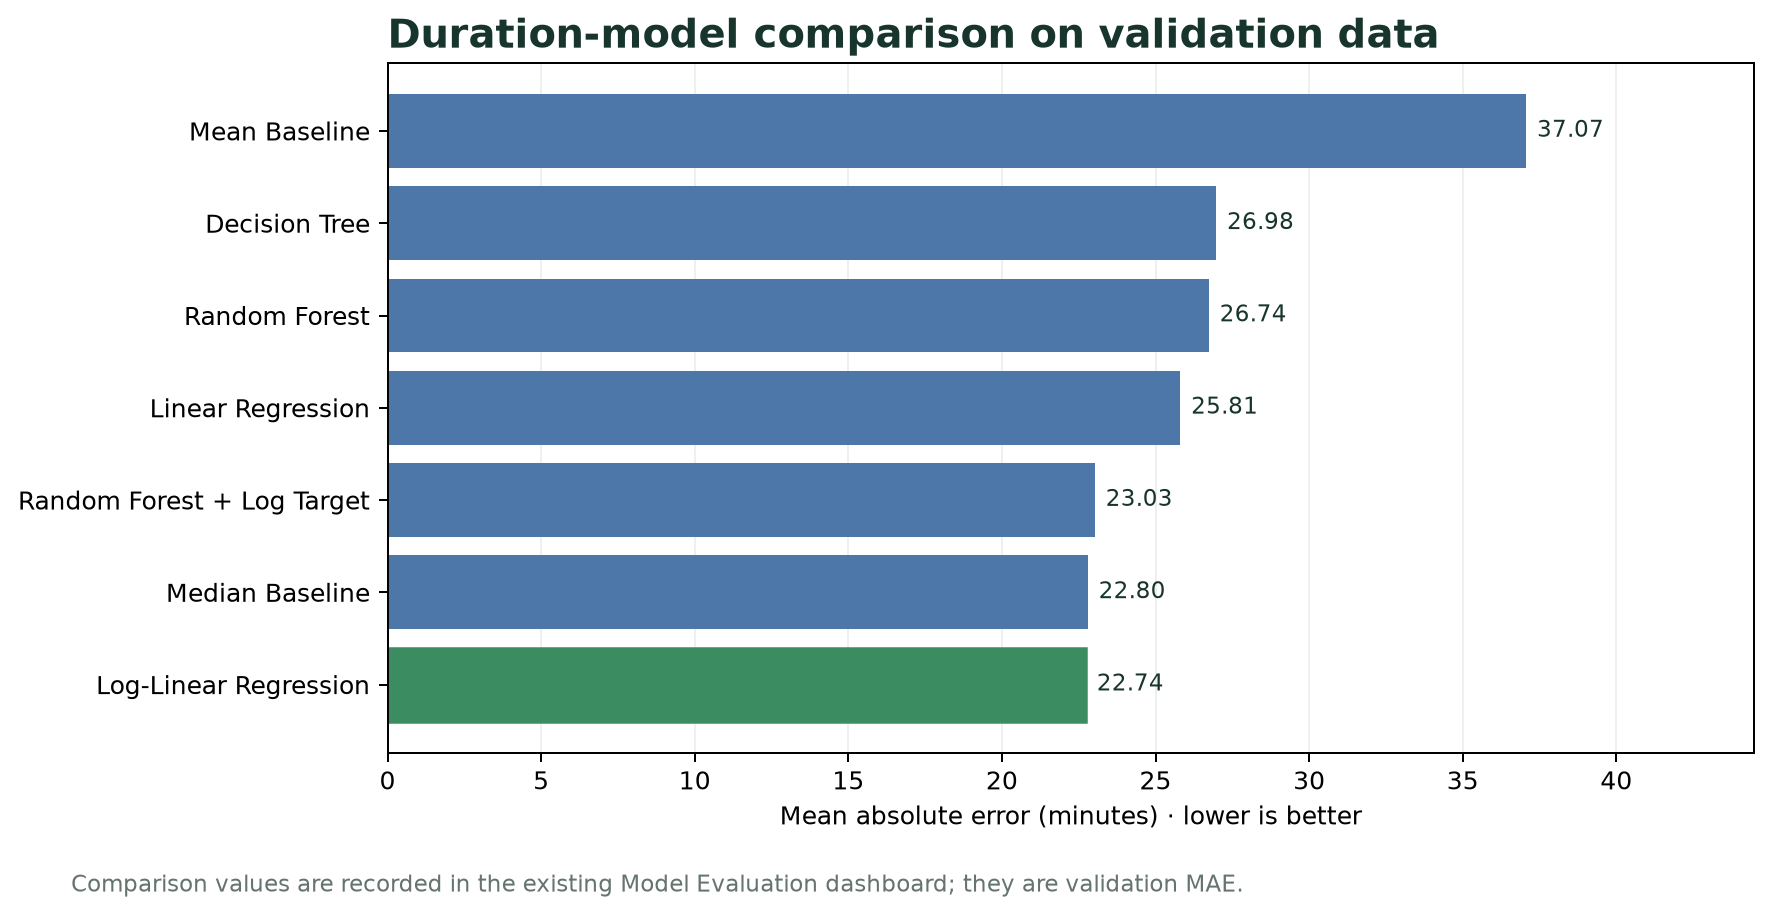 Duration-model comparison on validation data
Mean Baseline 37.07
Decision Tree 26.98
Random Forest 26.74
Linear Regression 25.81
Random Forest + Log Target 23.03
Median Baseline 22.80
Log-Linear Regression 22.74
0 5 10 15 20 25 30 35 40
Mean absolute error (minutes) · lower is better
Comparison values are recorded in the existing Model Evaluation dashboard; they are validation MAE.